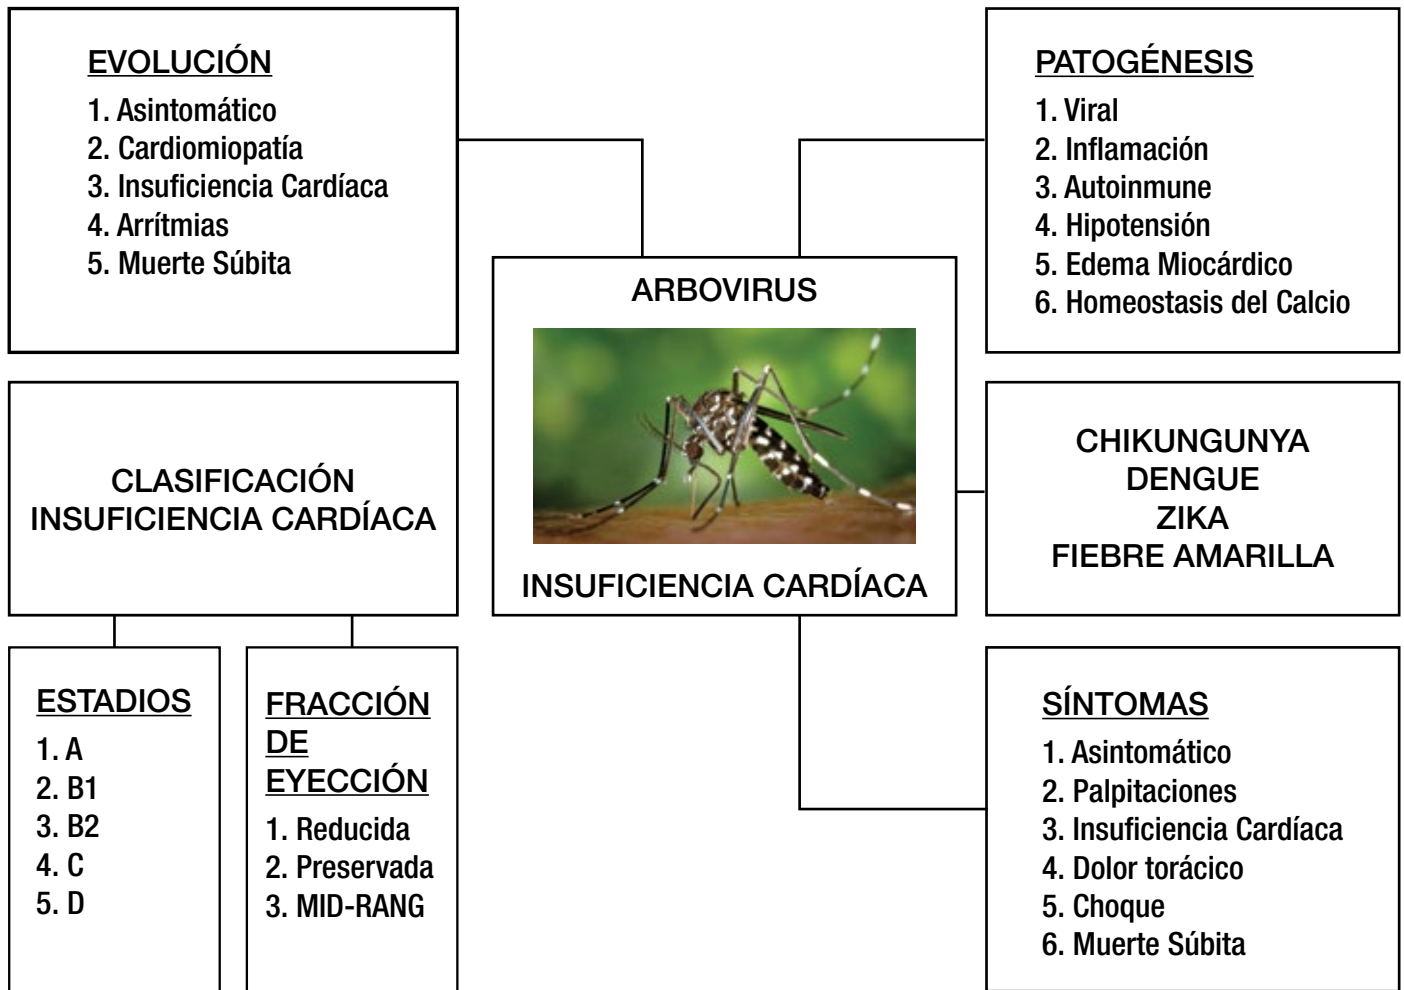 EVOLUCIÓN
1. Asintomático
2. Cardiomiopatía
3. Insuficiencia Cardíaca
4. Arrítmias
5. Muerte Súbita
PATOGÉNESIS
1. Viral
2. Inflamación
3. Autoinmune
4. Hipotensión
5. Edema Miocárdico
6. Homeostasis del Calcio
ARBOVIRUS
INSUFICIENCIA CARDÍACA
CLASIFICACIÓN
INSUFICIENCIA CARDÍACA
CHIKUNGUNYA
DENGUE
ZIKA
FIEBRE AMARILLA
ESTADIOS
1. A
2. B1
3. B2
4. C
5. D
FRACCIÓN
DE
EYECCIÓN
1. Reducida
2. Preservada
3. MID-RANG
SÍNTOMAS
1. Asintomático
2. Palpitaciones
3. Insuficiencia Cardíaca
4. Dolor torácico
5. Choque
6. Muerte Súbita